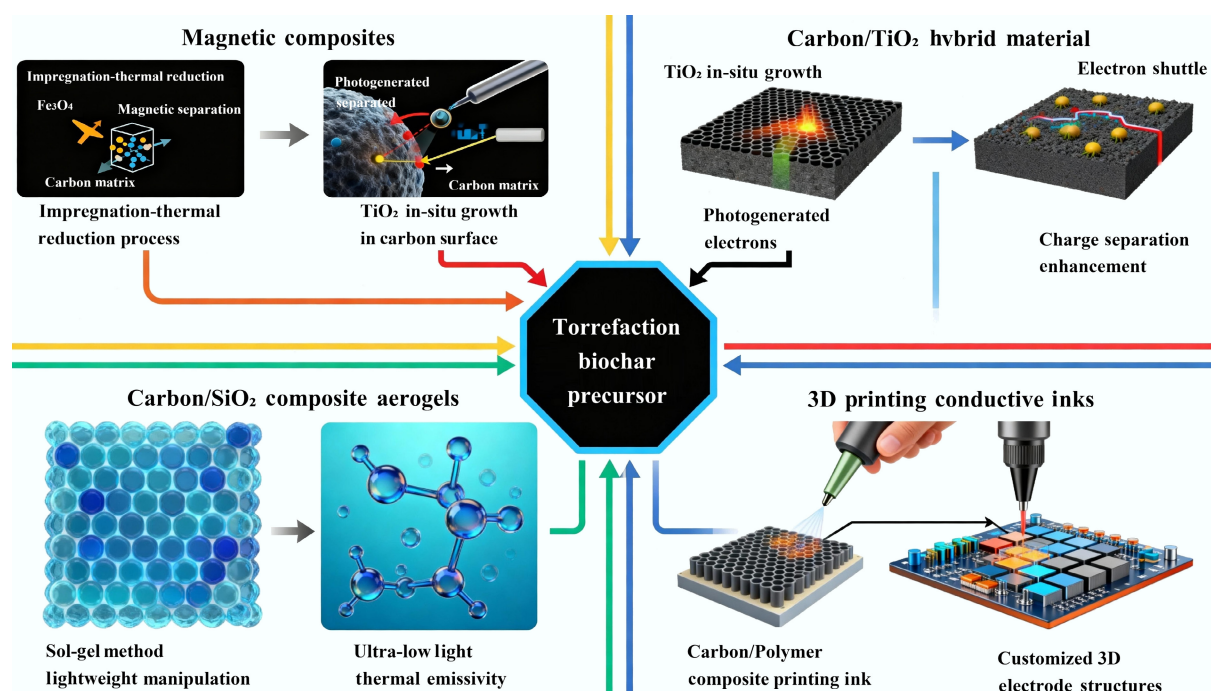 Magnetic composites
Impregnation-thermal reduction
Fe₃O₄
Magnetic separation
Carbon matrix
Photogenerated
separated
Carbon matrix
Impregnation-thermal
reduction process
TiO₂ in-situ growth
in carbon surface
Carbon/TiO₂ hvbrid material
TiO₂ in-situ growth
Electron shuttle
Photogenerated
electrons
Charge separation
enhancement
Torrefaction
biochar
precursor
Carbon/SiO₂ composite aerogels
Sol-gel method
lightweight manipulation
Ultra-low light
thermal emissivity
3D printing conductive inks
Carbon/Polymer
composite printing ink
Customized 3D
electrode structures